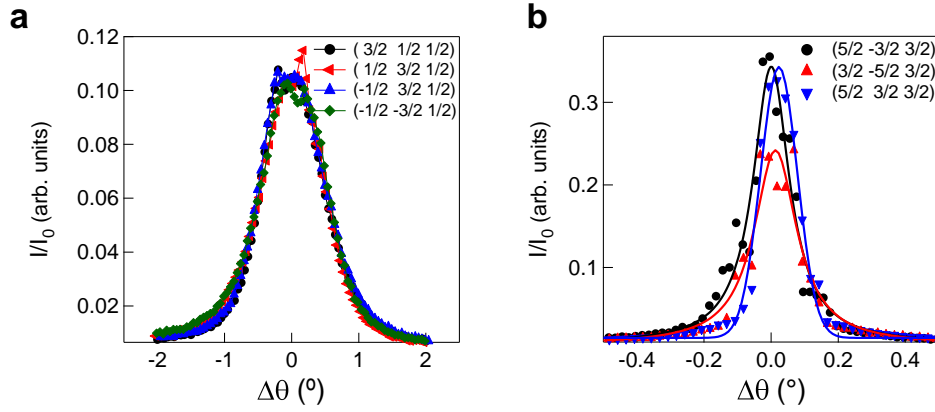 a
I/I₀ (arb. units)
0.12
0.10
0.08
0.06
0.04
0.02
-2
-1
0
1
2
Δθ (⁰)
( 3/2 1/2 1/2)
( 1/2 3/2 1/2)
(-1/2 3/2 1/2)
(-1/2 -3/2 1/2)
b
I/I₀ (arb. units)
0.3
0.2
0.1
-0.4
-0.2
0.0
0.2
0.4
Δθ (°)
(5/2 -3/2 3/2)
(3/2 -5/2 3/2)
(5/2 3/2 3/2)